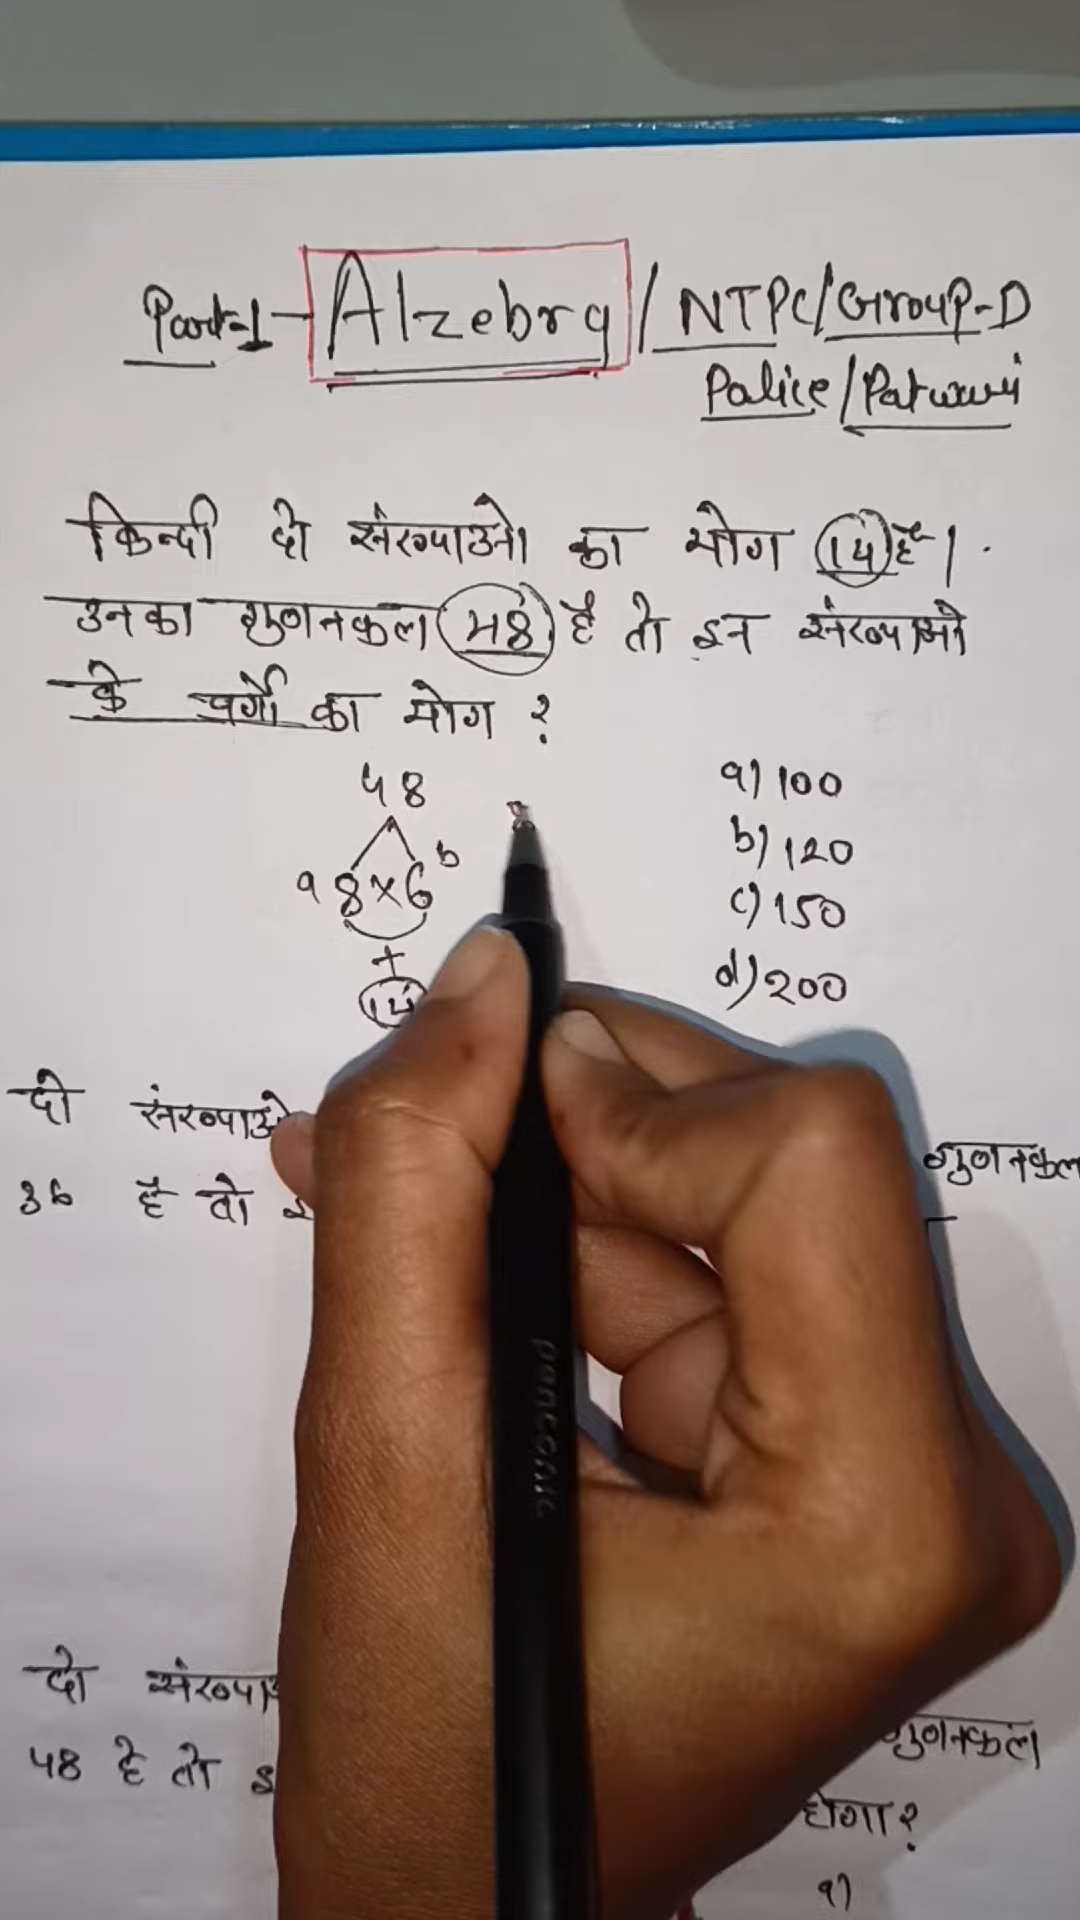 Part-1 - Alzebra / NTPC/Group-D
Police/Patwari
किन्ही दो संख्याओ का योग 14 है।
उनका गुणनफल 48 है तो इन संख्याओ
के वर्गो का योग ?
48
a 8×6 b
+
14
a) 100
b) 120
c) 150
d) 200
दो संख्याओ गुणनफल
36 है तो
दो गुणनफल
48 है तो होगा?
a)
penconic